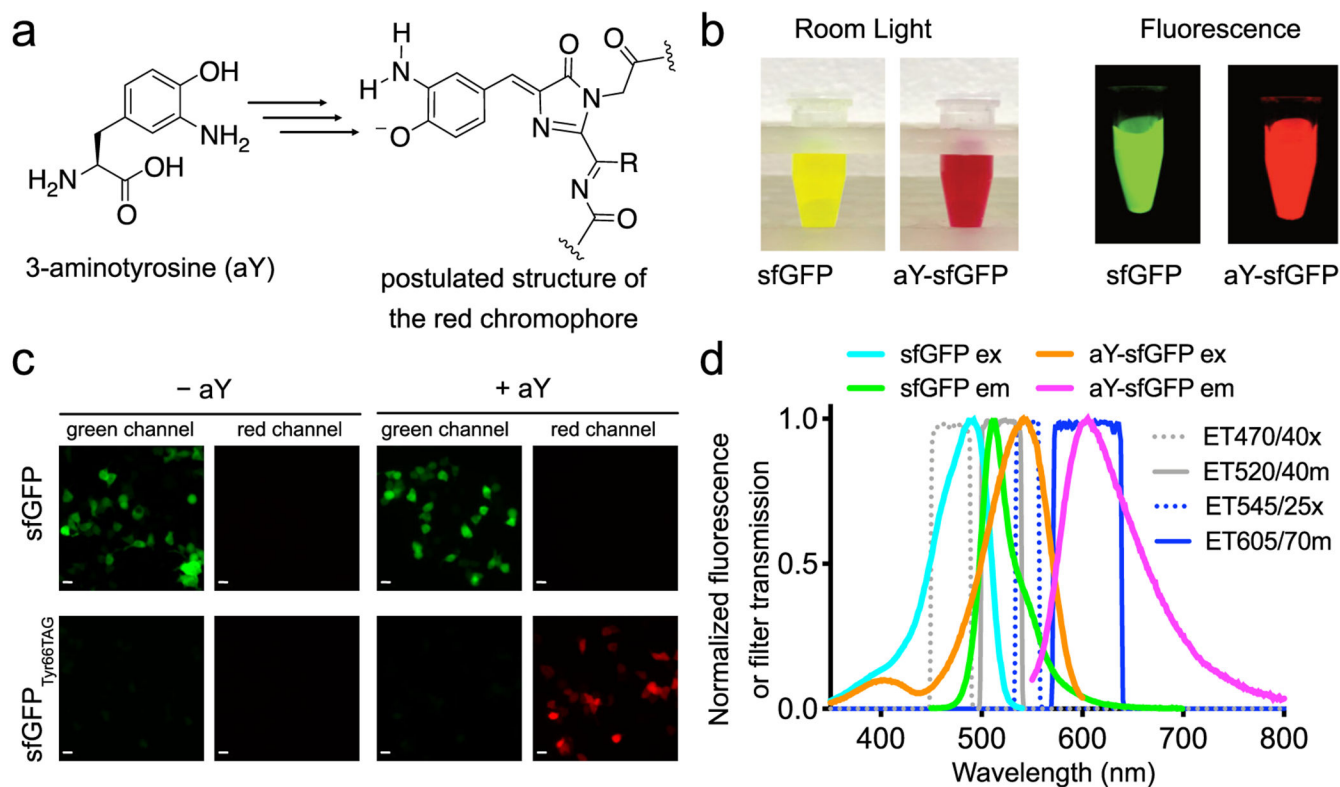 a
OH
NH₂
H₂N
OH
O
3-aminotyrosine (aY)
H
H
N
⁻O
O
N
N
O
R
N
O
postulated structure of
the red chromophore
b
Room Light
Fluorescence
sfGFP
aY-sfGFP
sfGFP
aY-sfGFP
c
− aY
+ aY
green channel
red channel
green channel
red channel
sfGFP
sfGFP Tyr66TAG
d
sfGFP ex
aY-sfGFP ex
sfGFP em
aY-sfGFP em
ET470/40x
ET520/40m
ET545/25x
ET605/70m
Normalized fluorescence
or filter transmission
1.0
0.5
0.0
400
500
600
700
800
Wavelength (nm)